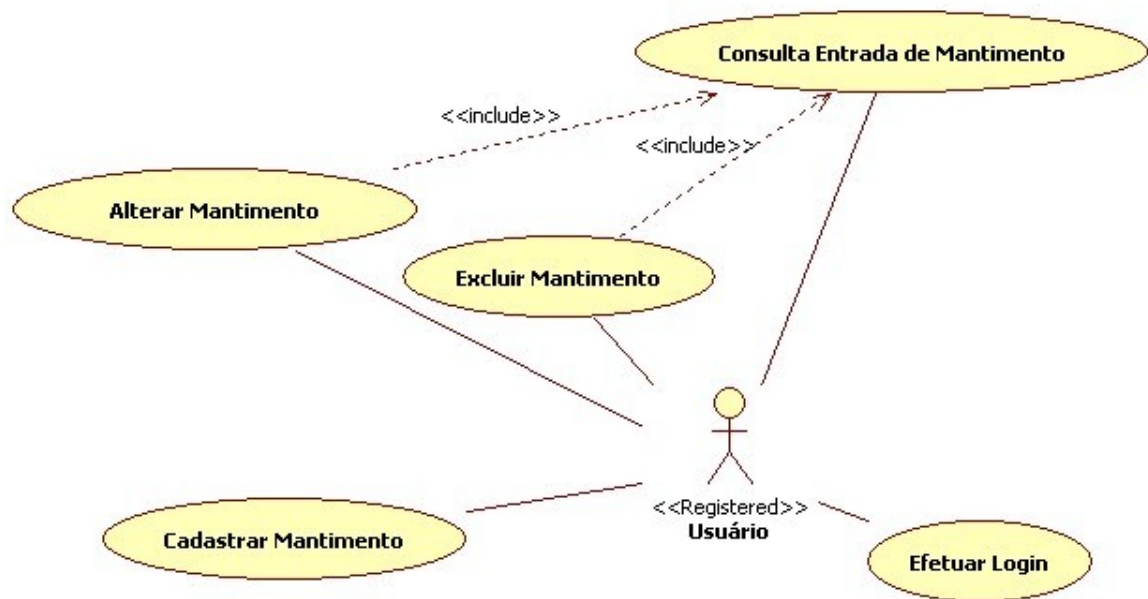 Consulta Entrada de Mantimento
<<include>>
<<include>>
Alterar Mantimento
Excluir Mantimento
<<Registered>>
Usuário
Cadastrar Mantimento
Efetuar Login